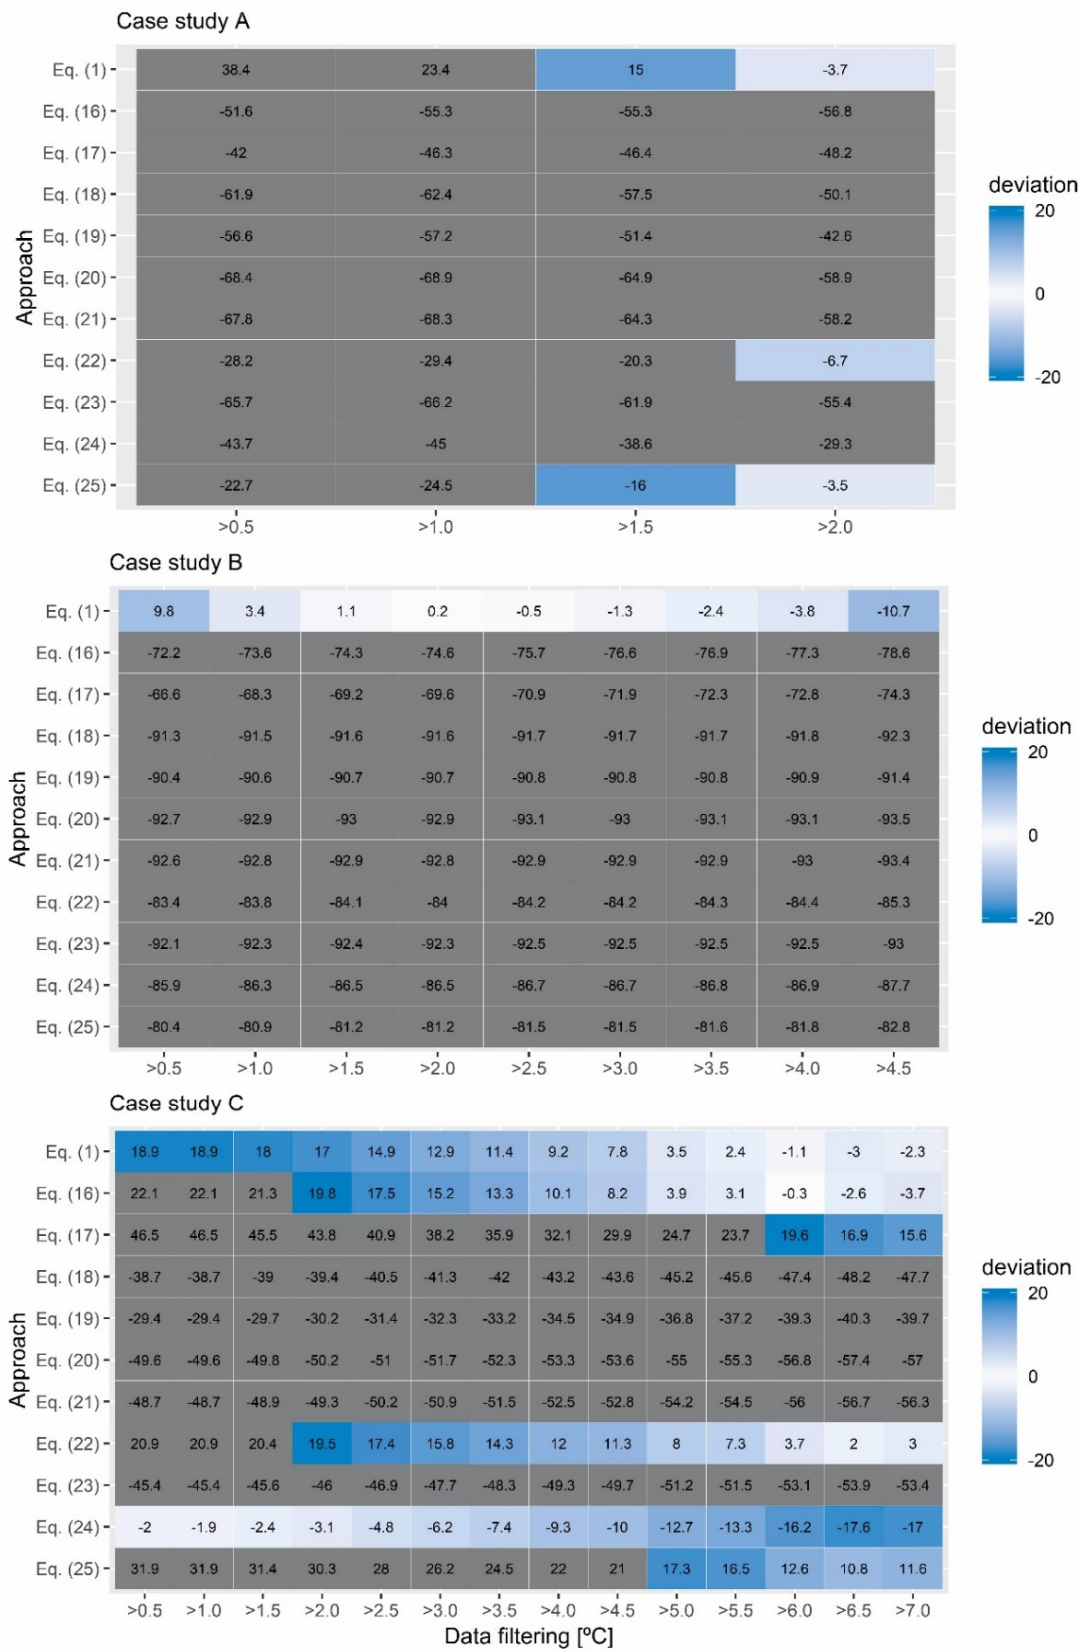 Case study A
Eq. (1) 38.4 23.4 15 -3.7
Eq. (16) -51.6 -55.3 -55.3 -56.8
Eq. (17) -42 -46.3 -46.4 -48.2
Eq. (18) -61.9 -62.4 -57.5 -50.1
Eq. (19) -56.6 -57.2 -51.4 -42.6
Eq. (20) -68.4 -68.9 -64.9 -58.9
Eq. (21) -67.8 -68.3 -64.3 -58.2
Eq. (22) -28.2 -29.4 -20.3 -6.7
Eq. (23) -65.7 -66.2 -61.9 -55.4
Eq. (24) -43.7 -45 -38.6 -29.3
Eq. (25) -22.7 -24.5 -16 -3.5
>0.5 >1.0 >1.5 >2.0
Approach
deviation
20
0
-20
Case study B
Eq. (1) 9.8 3.4 1.1 0.2 -0.5 -1.3 -2.4 -3.8 -10.7
Eq. (16) -72.2 -73.6 -74.3 -74.6 -75.7 -76.6 -76.9 -77.3 -78.6
Eq. (17) -66.6 -68.3 -69.2 -69.6 -70.9 -71.9 -72.3 -72.8 -74.3
Eq. (18) -91.3 -91.5 -91.6 -91.6 -91.7 -91.7 -91.7 -91.8 -92.3
Eq. (19) -90.4 -90.6 -90.7 -90.7 -90.8 -90.8 -90.8 -90.9 -91.4
Eq. (20) -92.7 -92.9 -93 -92.9 -93.1 -93 -93.1 -93.1 -93.5
Eq. (21) -92.6 -92.8 -92.9 -92.8 -92.9 -92.9 -92.9 -93 -93.4
Eq. (22) -83.4 -83.8 -84.1 -84 -84.2 -84.2 -84.3 -84.4 -85.3
Eq. (23) -92.1 -92.3 -92.4 -92.3 -92.5 -92.5 -92.5 -92.5 -93
Eq. (24) -85.9 -86.3 -86.5 -86.5 -86.7 -86.7 -86.8 -86.9 -87.7
Eq. (25) -80.4 -80.9 -81.2 -81.2 -81.5 -81.5 -81.6 -81.8 -82.8
>0.5 >1.0 >1.5 >2.0 >2.5 >3.0 >3.5 >4.0 >4.5
Approach
deviation
20
0
-20
Case study C
Eq. (1) 18.9 18.9 18 17 14.9 12.9 11.4 9.2 7.8 3.5 2.4 -1.1 -3 -2.3
Eq. (16) 22.1 22.1 21.3 19.8 17.5 15.2 13.3 10.1 8.2 3.9 3.1 -0.3 -2.6 -3.7
Eq. (17) 46.5 46.5 45.5 43.8 40.9 38.2 35.9 32.1 29.9 24.7 23.7 19.6 16.9 15.6
Eq. (18) -38.7 -38.7 -39 -39.4 -40.5 -41.3 -42 -43.2 -43.6 -45.2 -45.6 -47.4 -48.2 -47.7
Eq. (19) -29.4 -29.4 -29.7 -30.2 -31.4 -32.3 -33.2 -34.5 -34.9 -36.8 -37.2 -39.3 -40.3 -39.7
Eq. (20) -49.6 -49.6 -49.8 -50.2 -51 -51.7 -52.3 -53.3 -53.6 -55 -55.3 -56.8 -57.4 -57
Eq. (21) -48.7 -48.7 -48.9 -49.3 -50.2 -50.9 -51.5 -52.5 -52.8 -54.2 -54.5 -56 -56.7 -56.3
Eq. (22) 20.9 20.9 20.4 19.5 17.4 15.8 14.3 12 11.3 8 7.3 3.7 2 3
Eq. (23) -45.4 -45.4 -45.6 -46 -46.9 -47.7 -48.3 -49.3 -49.7 -51.2 -51.5 -53.1 -53.9 -53.4
Eq. (24) -2 -1.9 -2.4 -3.1 -4.8 -6.2 -7.4 -9.3 -10 -12.7 -13.3 -16.2 -17.6 -17
Eq. (25) 31.9 31.9 31.4 30.3 28 26.2 24.5 22 21 17.3 16.5 12.6 10.8 11.6
>0.5 >1.0 >1.5 >2.0 >2.5 >3.0 >3.5 >4.0 >4.5 >5.0 >5.5 >6.0 >6.5 >7.0
Approach
Data filtering [ºC]
deviation
20
0
-20